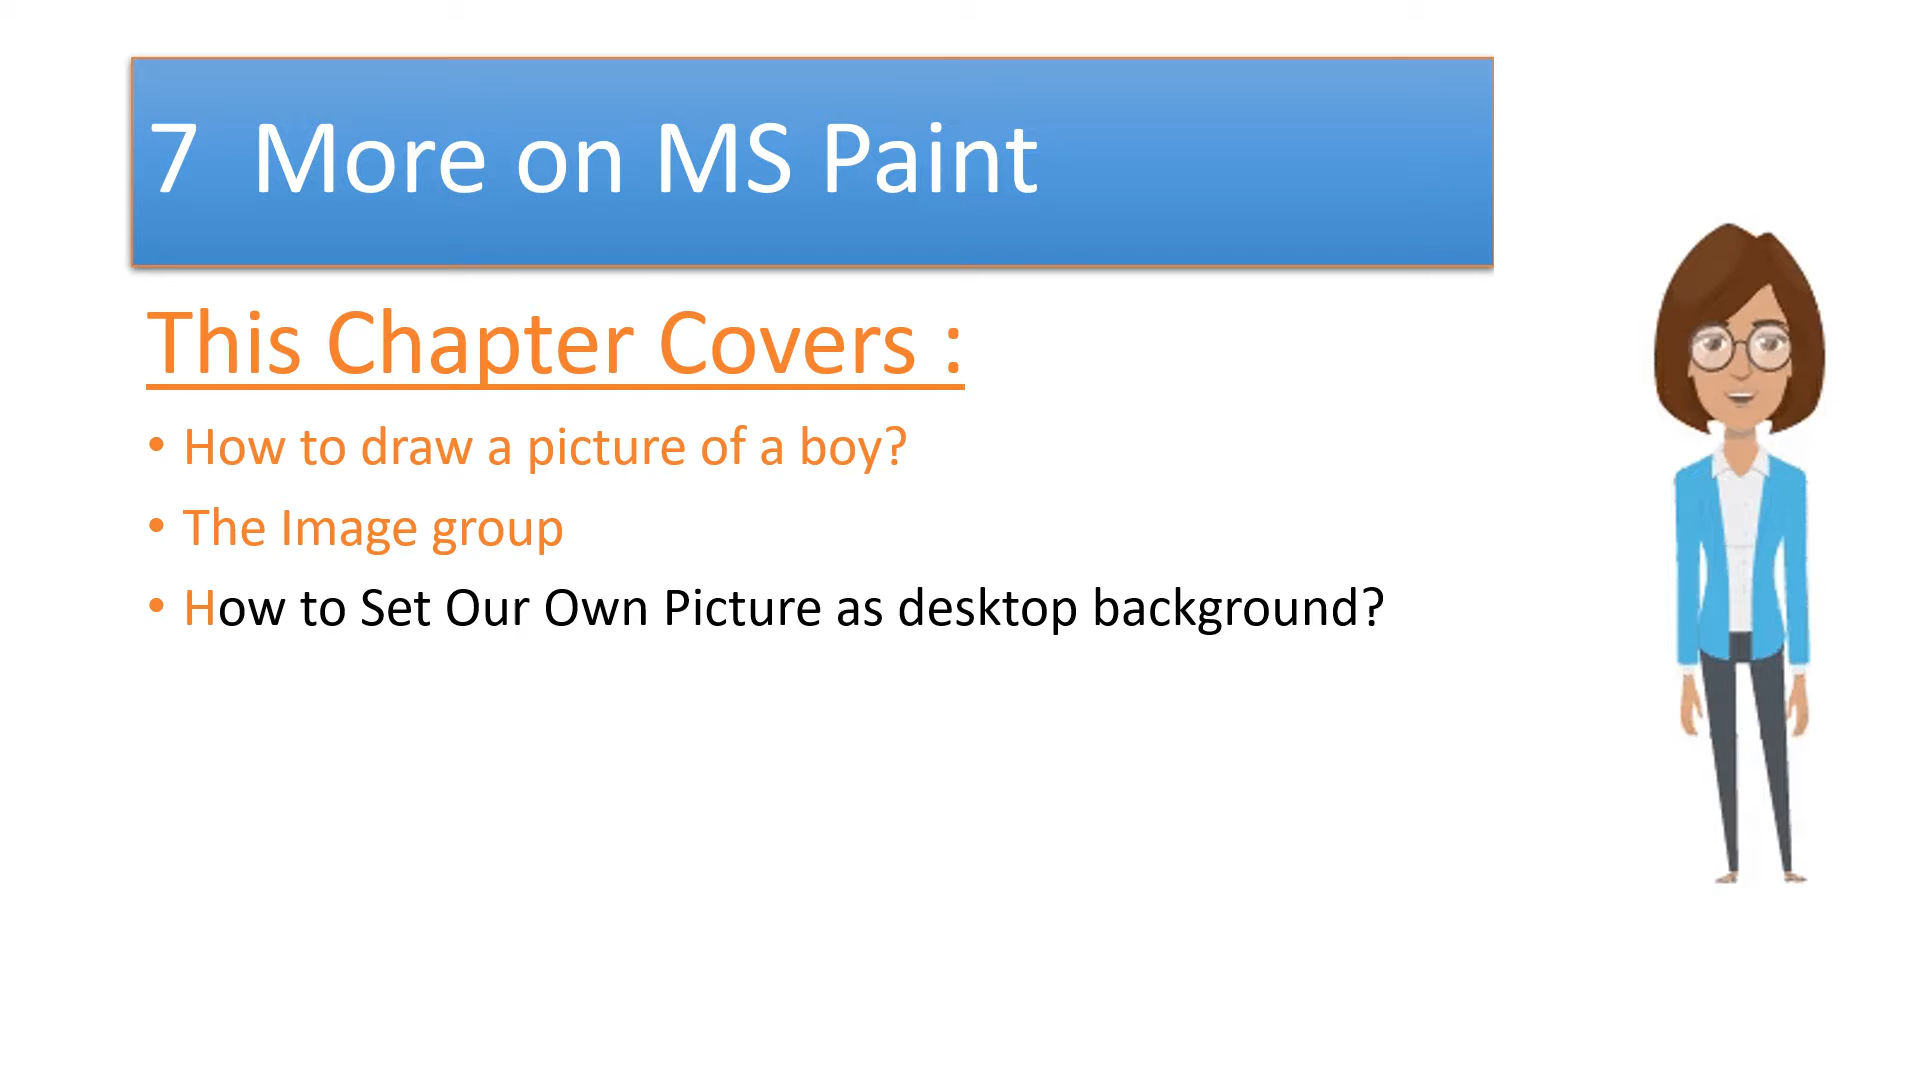 7 More on MS Paint
This Chapter Covers :
• How to draw a picture of a boy?
• The Image group
• How to Set Our Own Picture as desktop background?